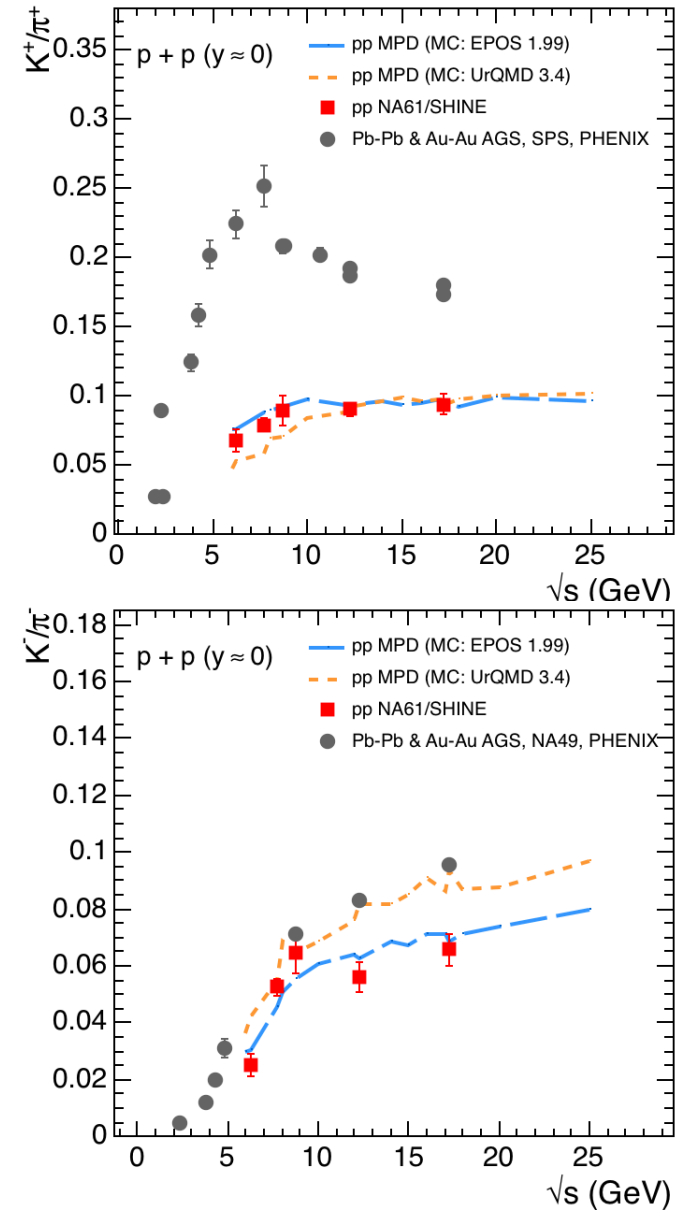 K⁺/π⁺
0.35
0.3
0.25
0.2
0.15
0.1
0.05
0
p + p (y ≈ 0)
pp MPD (MC: EPOS 1.99)
pp MPD (MC: UrQMD 3.4)
pp NA61/SHINE
Pb-Pb & Au-Au AGS, SPS, PHENIX
0 5 10 15 20 25
√s (GeV)
K⁻/π⁻
0.18
0.16
0.14
0.12
0.1
0.08
0.06
0.04
0.02
0
p + p (y ≈ 0)
pp MPD (MC: EPOS 1.99)
pp MPD (MC: UrQMD 3.4)
pp NA61/SHINE
Pb-Pb & Au-Au AGS, NA49, PHENIX
0 5 10 15 20 25
√s (GeV)